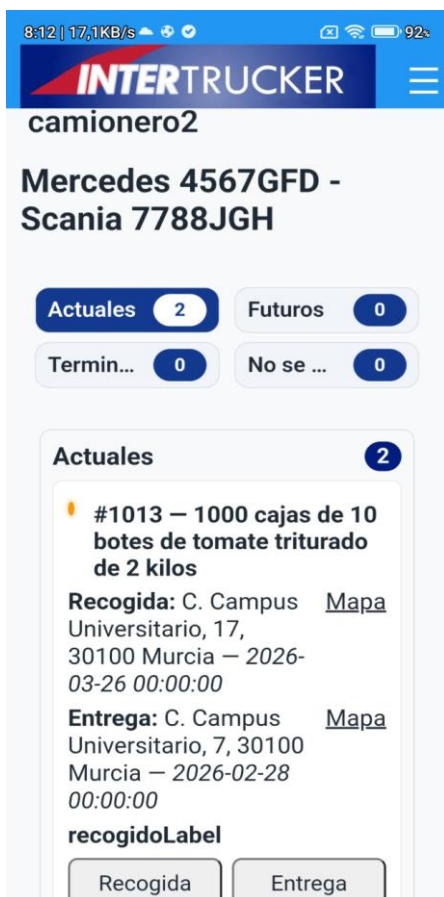 8:12 | 17,1KB/s
92%
INTERTRUCKER
camionero2
Mercedes 4567GFD -
Scania 7788JGH
Actuales 2
Futuros 0
Termin... 0
No se ... 0
Actuales 2
#1013 — 1000 cajas de 10
botes de tomate triturado
de 2 kilos
Recogida: C. Campus Mapa
Universitario, 17,
30100 Murcia — 2026-
03-26 00:00:00
Entrega: C. Campus Mapa
Universitario, 7, 30100
Murcia — 2026-02-28
00:00:00
recogidoLabel
Recogida
Entrega